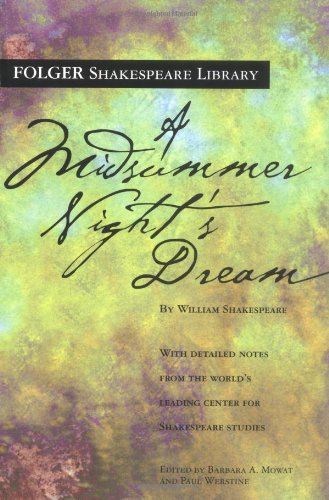 FOLGER SHAKESPEARE LIBRARY
A
Midsummer
Night's
Dream
BY WILLIAM SHAKESPEARE
WITH DETAILED NOTES
FROM THE WORLD'S
LEADING CENTER FOR
SHAKESPEARE STUDIES
EDITED BY BARBARA A. MOWAT
AND PAUL WERSTINE